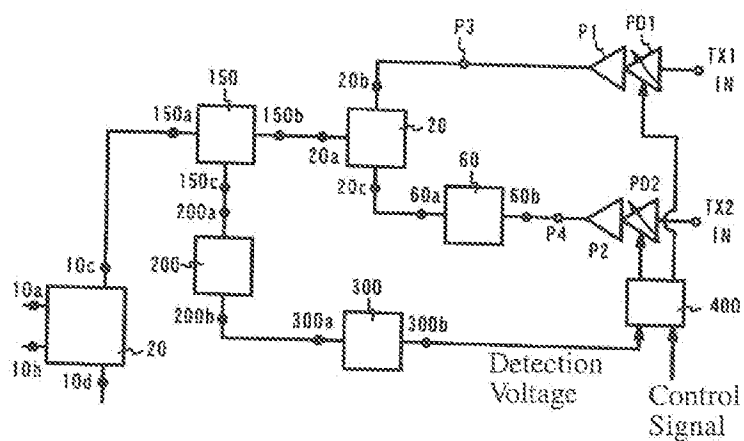 P3
P1
PD1
TX1
IN
150
20b
150a
150b
20a
20
150c
20c
60
60a
60b
PD2
TX2
IN
200a
P4
P2
10c
200
300
10a
200b
300a
300b
400
10b
20
10d
Detection
Voltage
Control
Signal